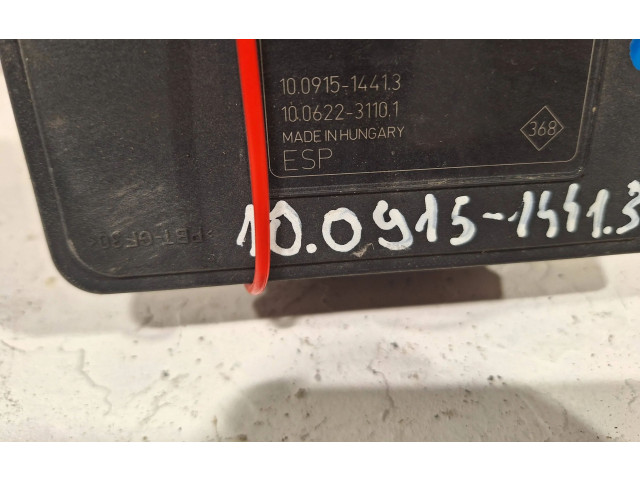 10.0915-1441.3
10.0622-3110.1
MADE IN HUNGARY
368
ESP
>PBT-GF30
10.0915-1441.3